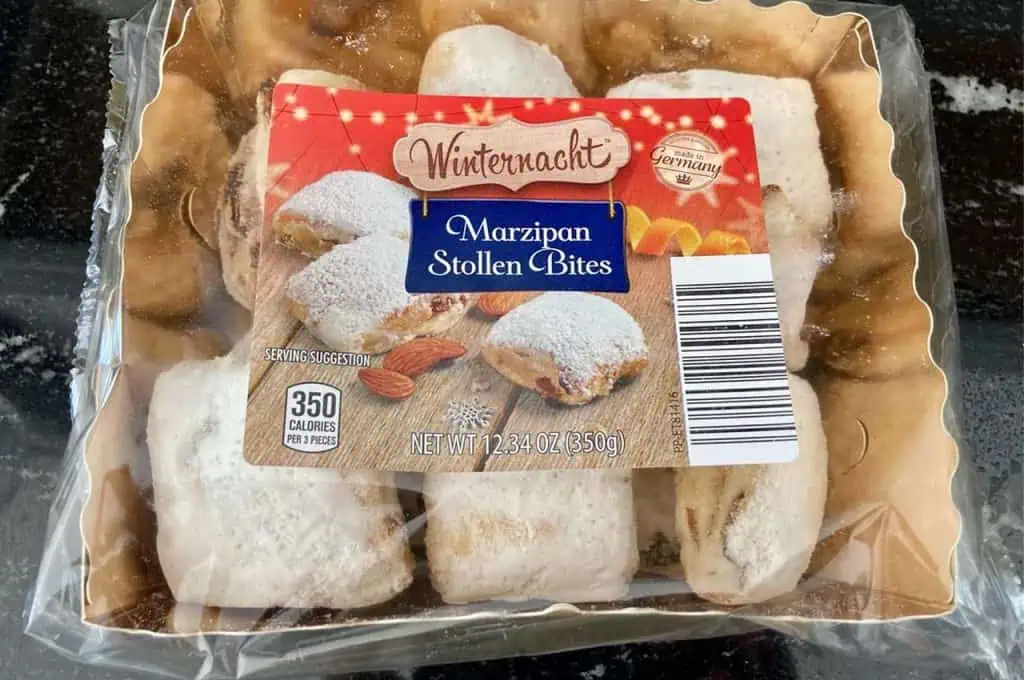 Winternacht™
made in
Germany
Marzipan
Stollen Bites
SERVING SUGGESTION
350
CALORIES
PER 3 PIECES
NET WT 12.34 OZ (350g)